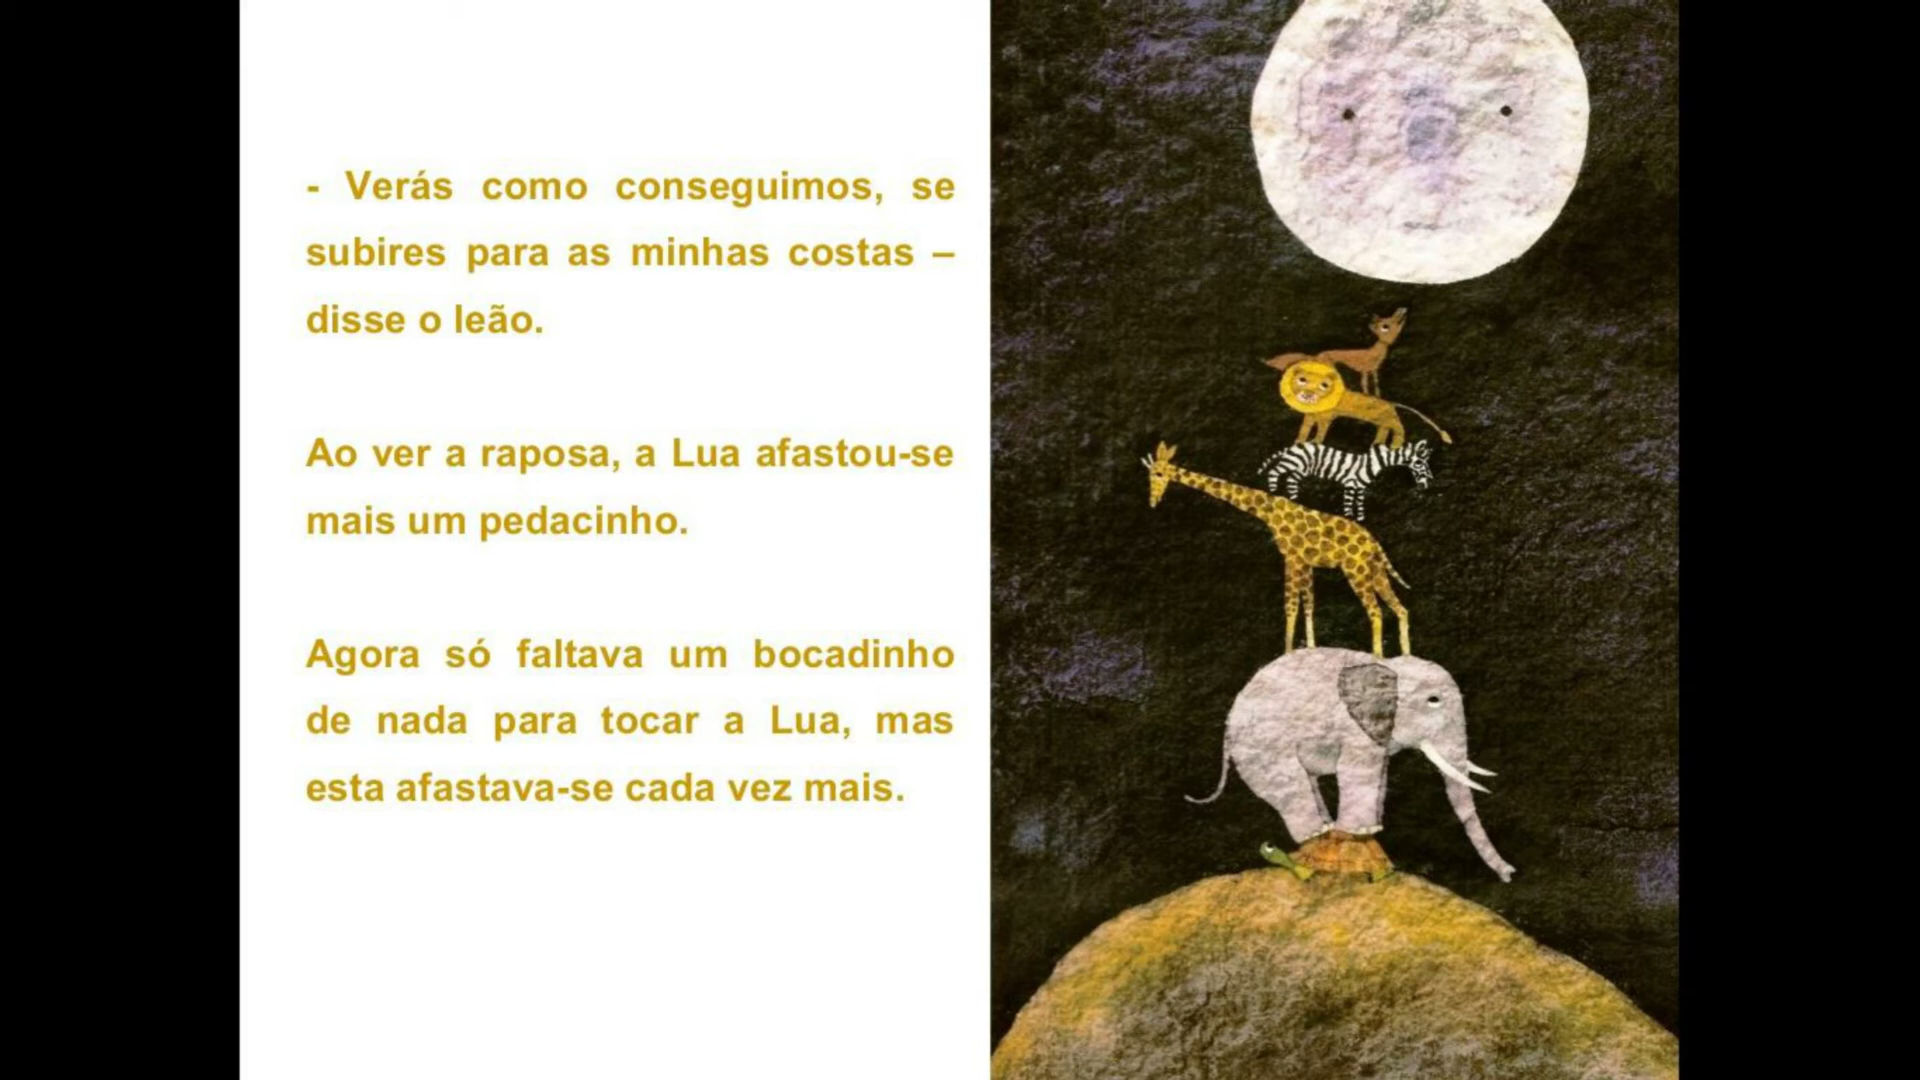 - Verás como conseguimos, se
subires para as minhas costas –
disse o leão.
Ao ver a raposa, a Lua afastou-se
mais um pedacinho.
Agora só faltava um bocadinho
de nada para tocar a Lua, mas
esta afastava-se cada vez mais.